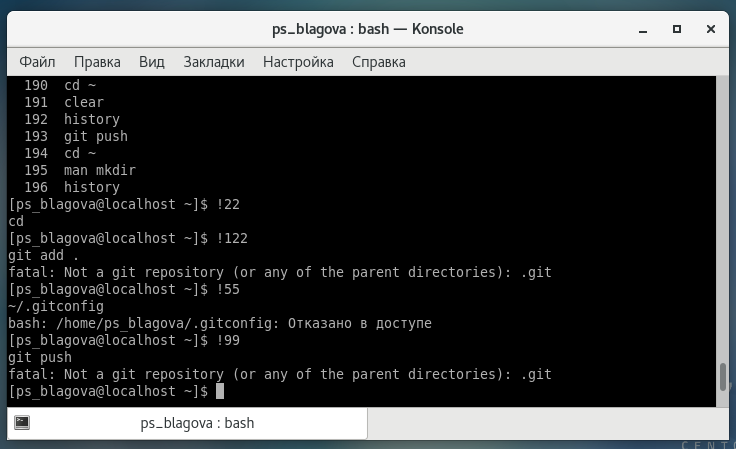 ps_blagova : bash — Konsole
Файл Правка Вид Закладки Настройка Справка
190 cd ~
191 clear
192 history
193 git push
194 cd ~
195 man mkdir
196 history
[ps_blagova@localhost ~]$ !22
cd
[ps_blagova@localhost ~]$ !122
git add .
fatal: Not a git repository (or any of the parent directories): .git
[ps_blagova@localhost ~]$ !55
~/.gitconfig
bash: /home/ps_blagova/.gitconfig: Отказано в доступе
[ps_blagova@localhost ~]$ !99
git push
fatal: Not a git repository (or any of the parent directories): .git
[ps_blagova@localhost ~]$
ps_blagova : bash